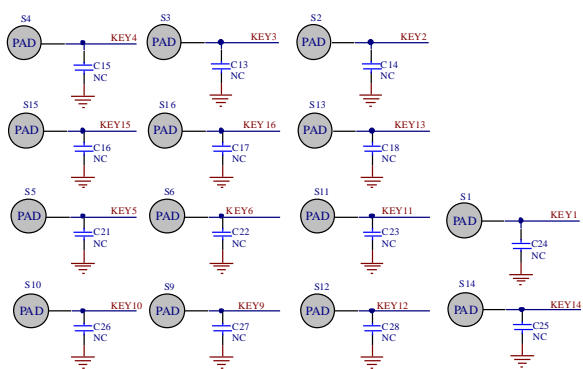 S4 S3 S2
PAD KEY4 PAD KEY3 PAD KEY2
C15 C13 C14
NC NC NC
S15 S16 S13
PAD KEY15 PAD KEY16 PAD KEY13
C16 C17 C18
NC NC NC
S5 S6 S11 S1
PAD KEY5 PAD KEY6 PAD KEY11 PAD KEY1
C21 C22 C23 C24
NC NC NC NC
S10 S9 S12 S14
PAD KEY10 PAD KEY9 PAD KEY12 PAD KEY14
C26 C27 C28 C25
NC NC NC NC